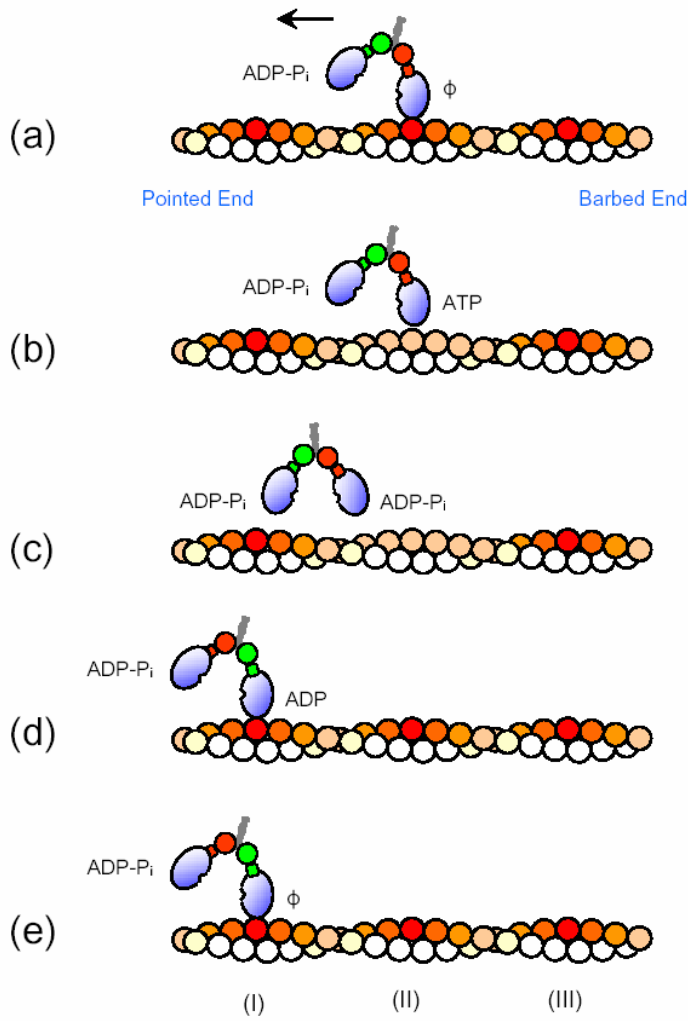 ADP-Pi
ϕ
(a)
Pointed End Barbed End
ADP-Pi
ATP
(b)
ADP-Pi ADP-Pi
(c)
ADP-Pi
ADP
(d)
ADP-Pi
ϕ
(e)
(I) (II) (III)